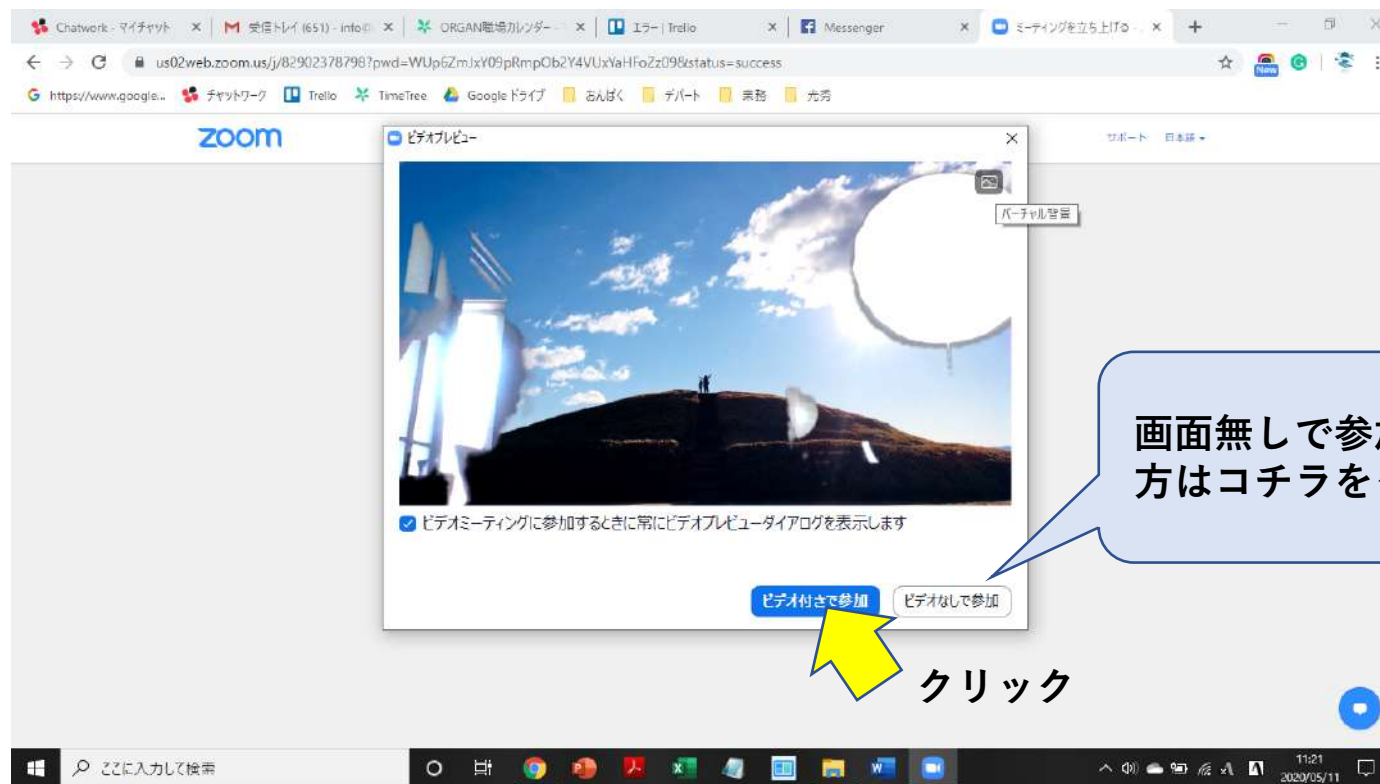 Chatwork - マイチャット
受信トレイ (651) - info@
ORGAN職場カレンダー -
エラー | Trello
Messenger
ミーティングを立ち上げる -
us02web.zoom.us/j/82902378798?pwd=WUp6ZmJxY09pRmpOb2Y4VUxYaHFoZz09&status=success
New
https://www.google...
チャットワーク
Trello
TimeTree
Google ドライブ
おんぱく
デパート
業務
光秀
zoom
ビデオプレビュー
サポート
日本語
バーチャル背景
画面無しで参加
方はコチラを
ビデオミーティングに参加するときに常にビデオプレビューダイアログを表示します
ビデオ付きで参加
ビデオなしで参加
クリック
ここに入力して検索
11:21
2020/05/11